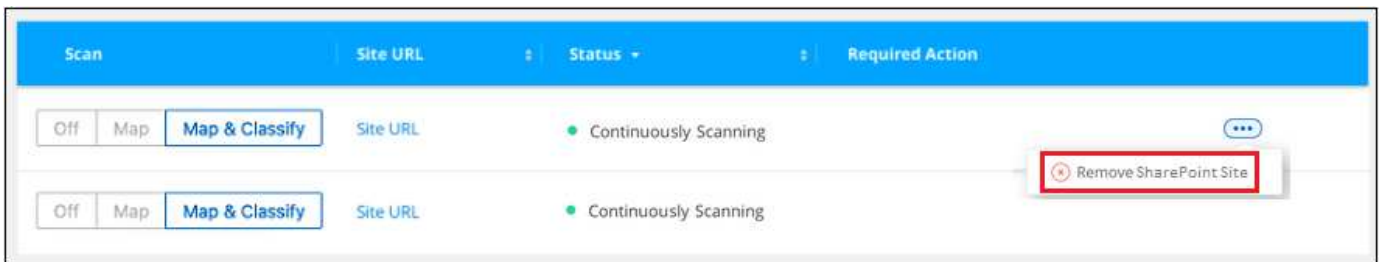 Scan Site URL Status Required Action
Off Map Map & Classify Site URL Continuously Scanning
Remove SharePoint Site
Off Map Map & Classify Site URL Continuously Scanning